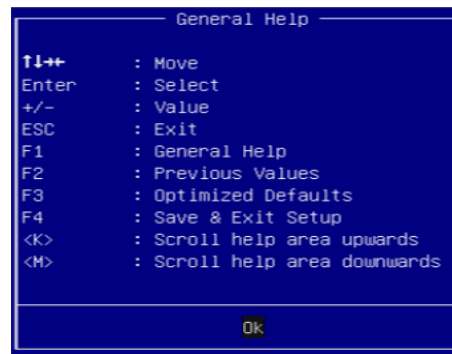 General Help
↑↓→← : Move
Enter : Select
+/- : Value
ESC : Exit
F1 : General Help
F2 : Previous Values
F3 : Optimized Defaults
F4 : Save & Exit Setup
<K> : Scroll help area upwards
<M> : Scroll help area downwards
Ok